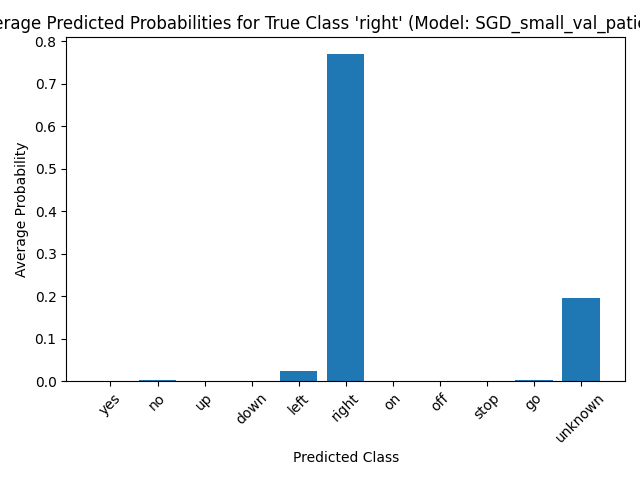 erage Predicted Probabilities for True Class 'right' (Model: SGD_small_val_patie
Average Probability
0.8
0.7
0.6
0.5
0.4
0.3
0.2
0.1
0.0
yes
no
up
down
left
right
on
off
stop
go
unknown
Predicted Class